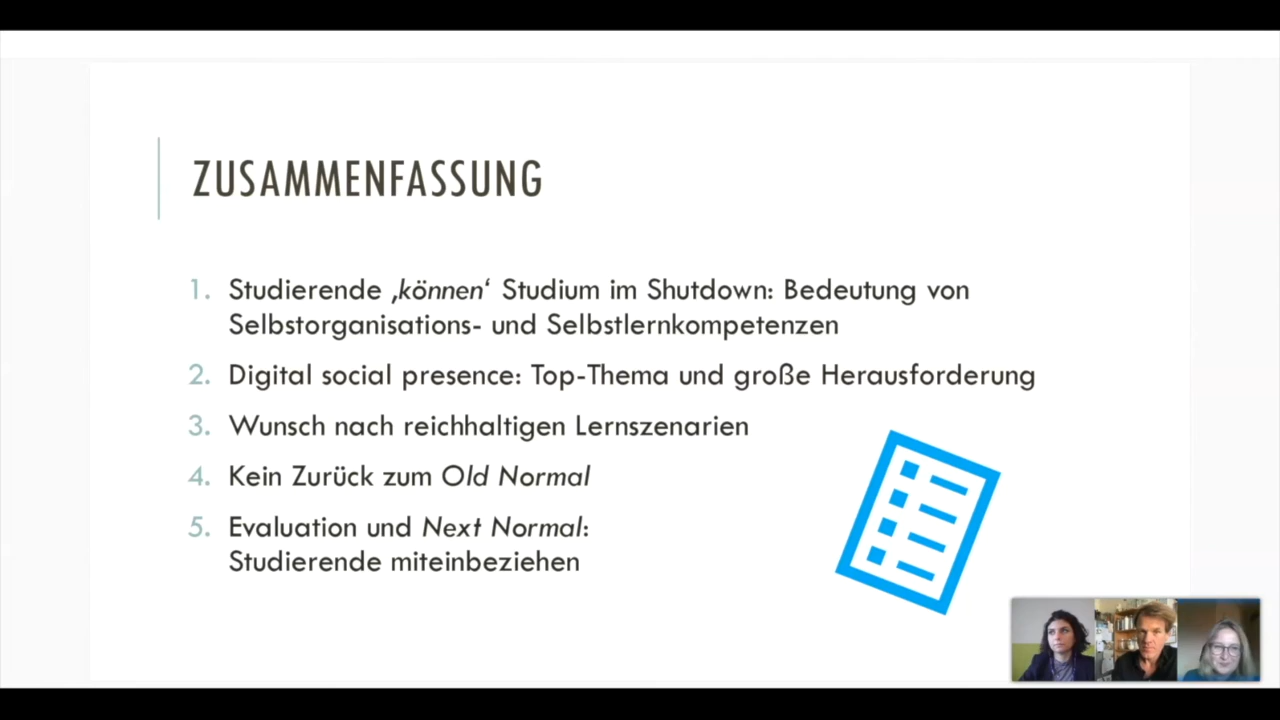 ZUSAMMENFASSUNG
1. Studierende ‚können‘ Studium im Shutdown: Bedeutung von
Selbstorganisations- und Selbstlernkompetenzen
2. Digital social presence: Top-Thema und große Herausforderung
3. Wunsch nach reichhaltigen Lernszenarien
4. Kein Zurück zum Old Normal
5. Evaluation und Next Normal:
Studierende miteinbeziehen